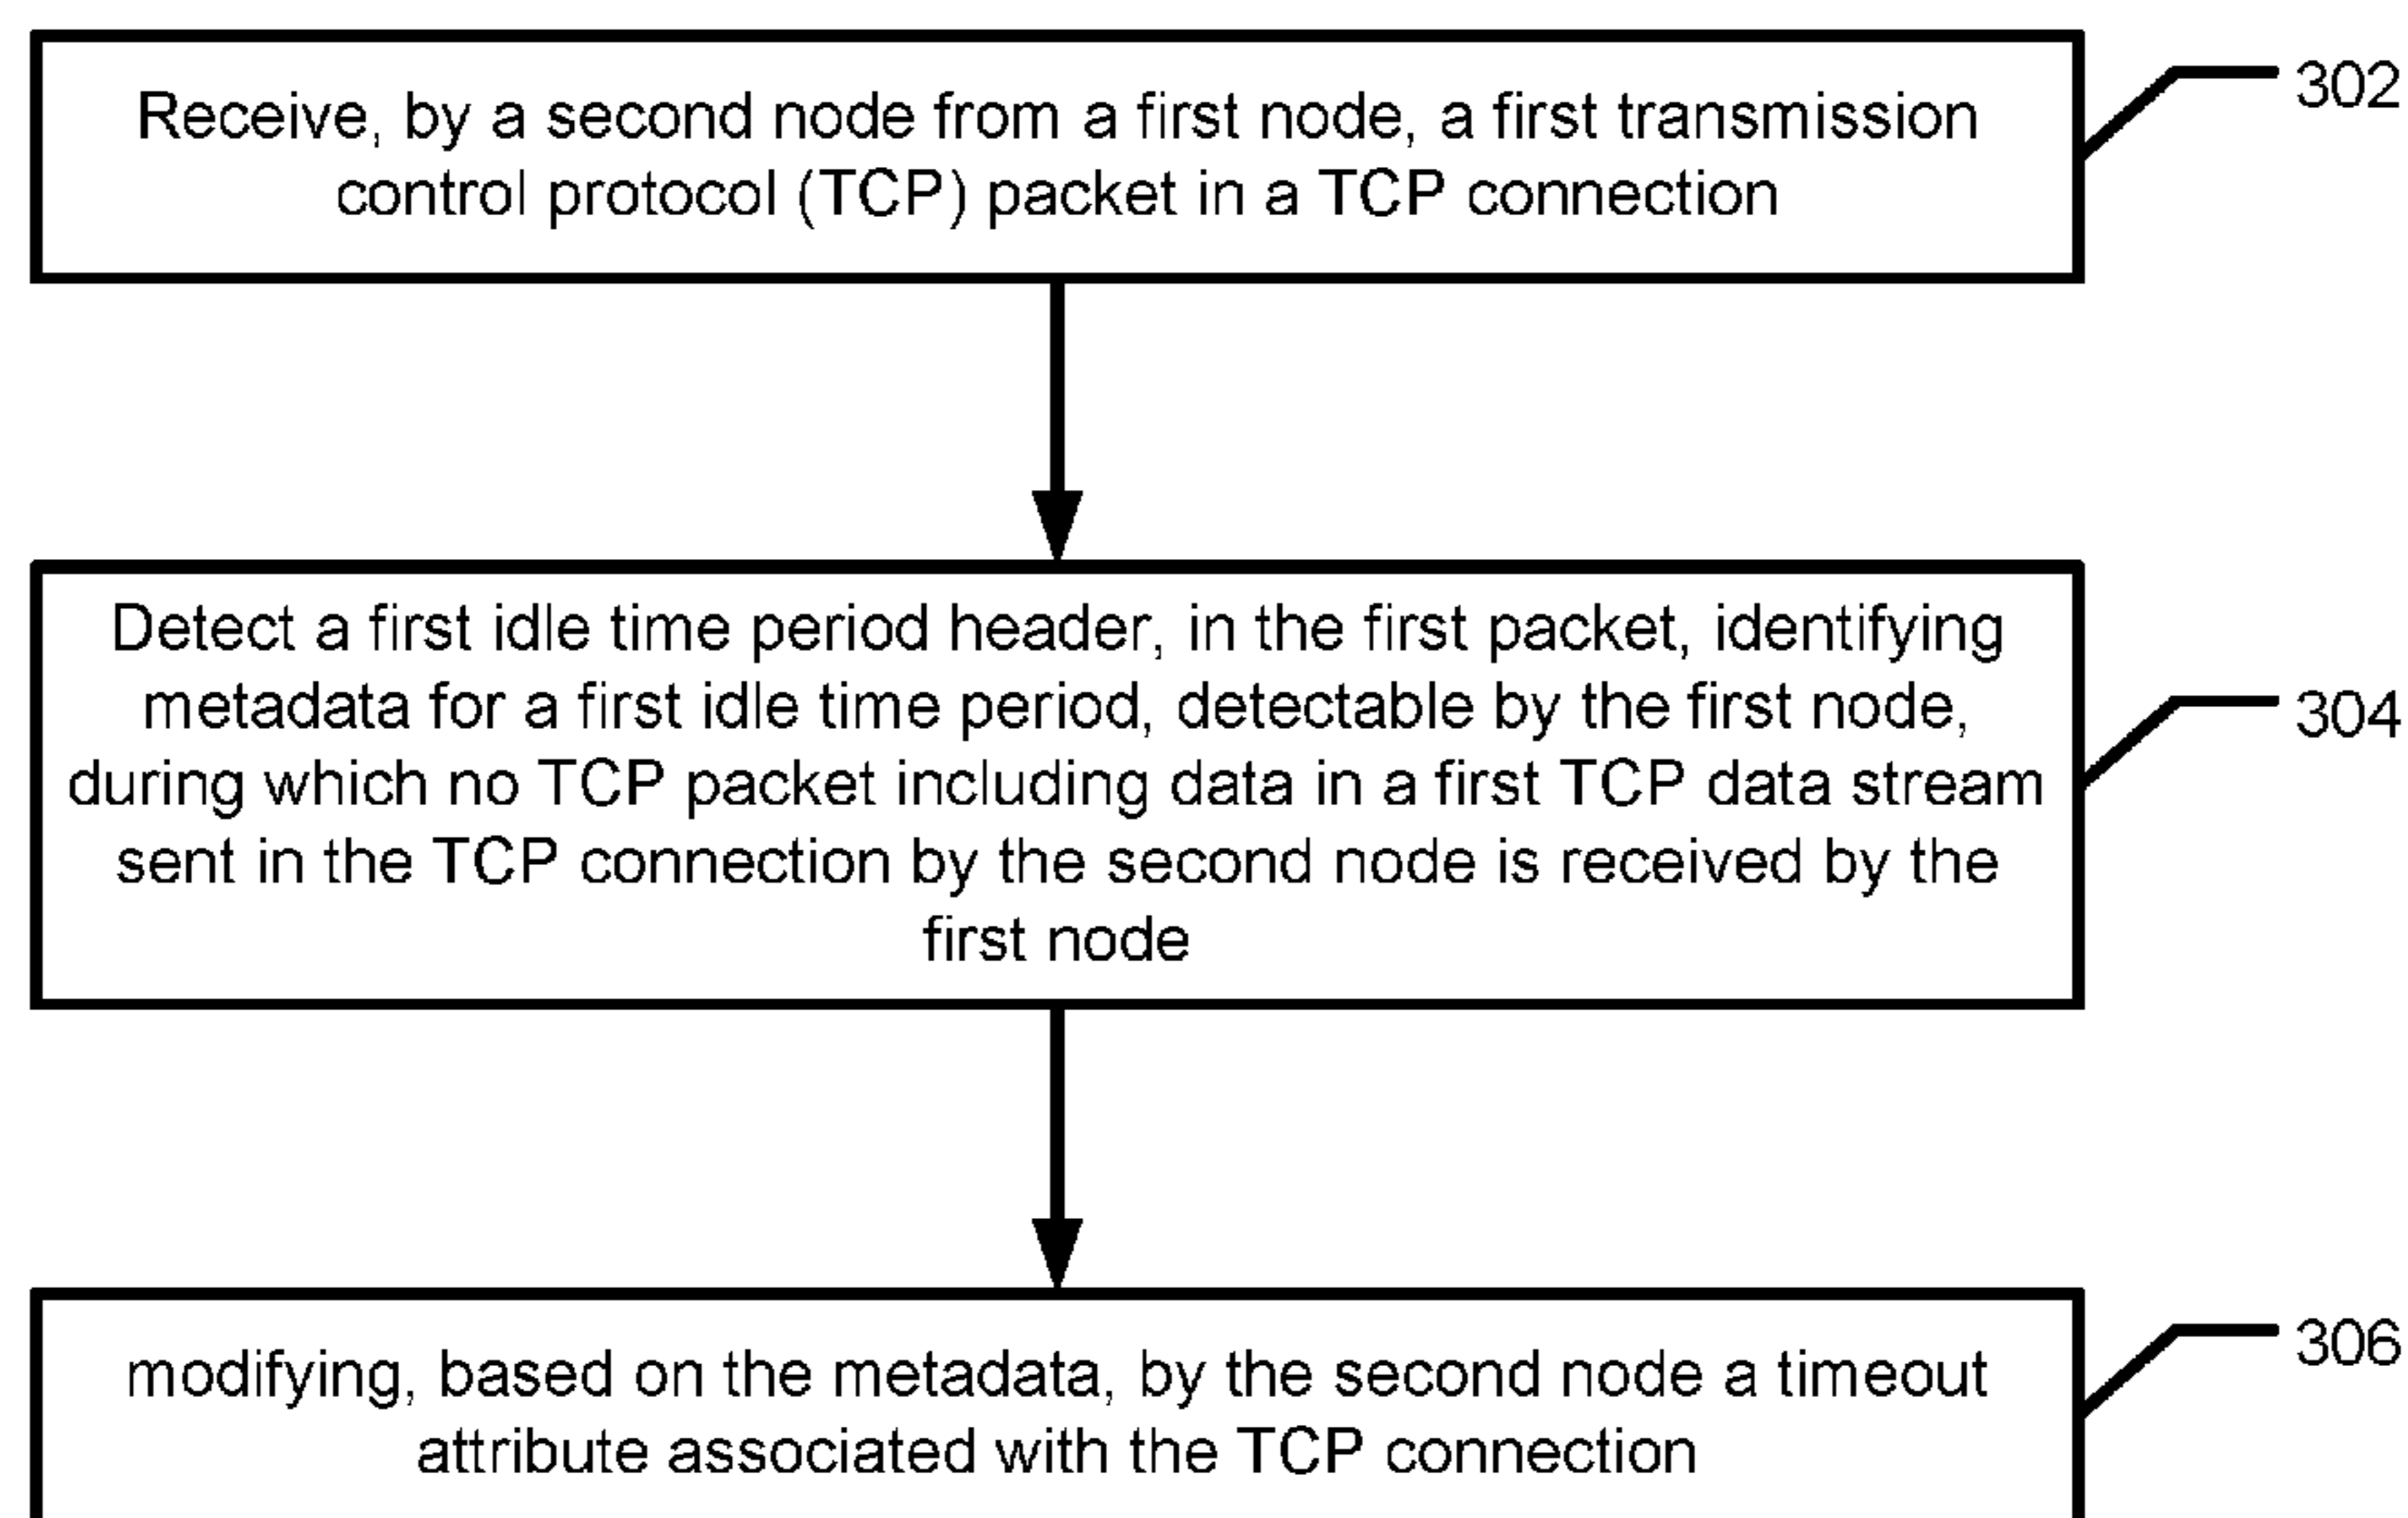 Receive, by a second node from a first node, a first transmission
control protocol (TCP) packet in a TCP connection
302
Detect a first idle time period header, in the first packet, identifying
metadata for a first idle time period, detectable by the first node,
during which no TCP packet including data in a first TCP data stream
sent in the TCP connection by the second node is received by the
first node
304
modifying, based on the metadata, by the second node a timeout
attribute associated with the TCP connection
306